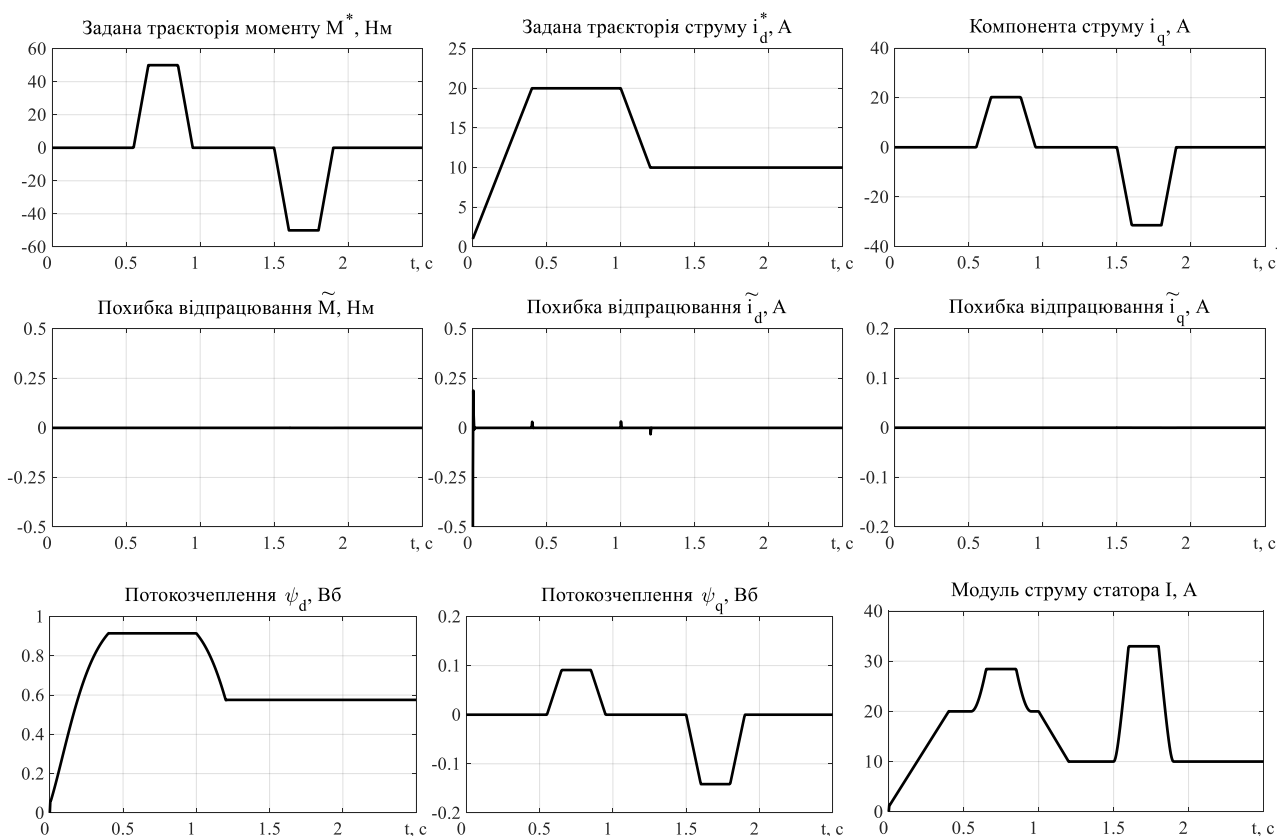 Задана траєкторія моменту M*, Нм
60
40
20
0
-20
-40
-60
0 0.5 1 1.5 2 t, с
Задана траєкторія струму i_d*, А
25
20
15
10
5
0
0 0.5 1 1.5 2 t, с
Компонента струму i_q, А
40
20
0
-20
-40
0 0.5 1 1.5 2 t, с
Похибка відпрацювання M̃, Нм
0.5
0.25
0
-0.25
-0.5
0 0.5 1 1.5 2 t, с
Похибка відпрацювання ĩ_d, А
0.5
0.25
0
-0.25
-0.5
0 0.5 1 1.5 2 t, с
Похибка відпрацювання ĩ_q, А
0.2
0.1
0
-0.1
-0.2
0 0.5 1 1.5 2 t, с
Потокозчеплення ψ_d, Вб
1
0.8
0.6
0.4
0.2
0
0 0.5 1 1.5 2 t, с
Потокозчеплення ψ_q, Вб
0.2
0.1
0
-0.1
-0.2
0 0.5 1 1.5 2 t, с
Модуль струму статора I, А
40
30
20
10
0
0 0.5 1 1.5 2 t, с